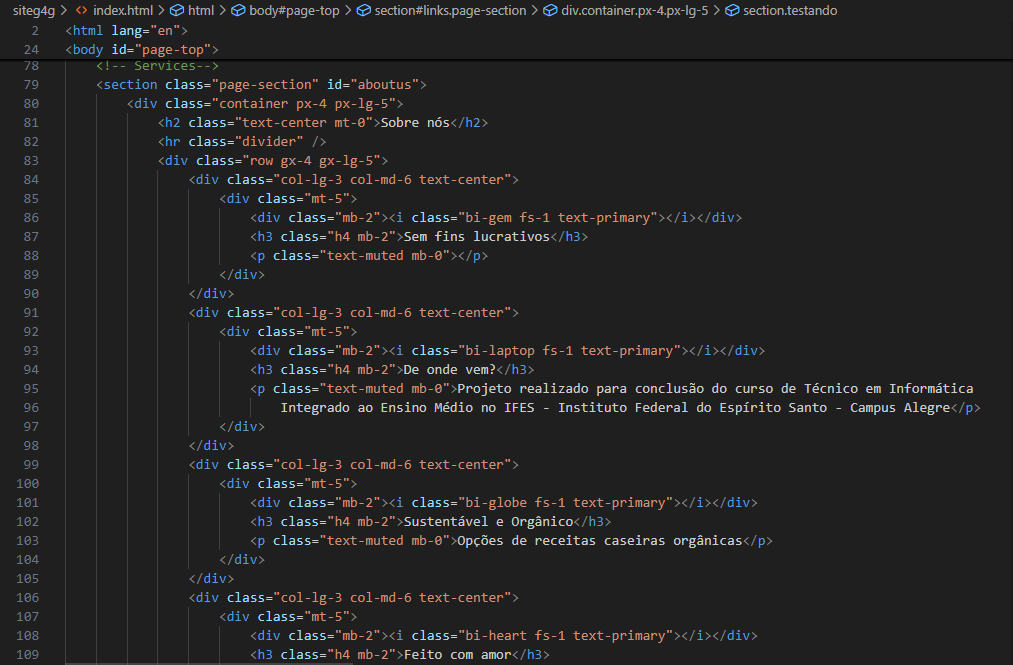 siteg4g > <> index.html > html > body#page-top > section#links.page-section > div.container.px-4.px-lg-5 > section.testando
2 <html lang="en">
24 <body id="page-top">
78 <!-- Services-->
79 <section class="page-section" id="aboutus">
80 <div class="container px-4 px-lg-5">
81 <h2 class="text-center mt-0">Sobre nós</h2>
82 <hr class="divider" />
83 <div class="row gx-4 gx-lg-5">
84 <div class="col-lg-3 col-md-6 text-center">
85 <div class="mt-5">
86 <div class="mb-2"><i class="bi-gem fs-1 text-primary"></i></div>
87 <h3 class="h4 mb-2">Sem fins lucrativos</h3>
88 <p class="text-muted mb-0"></p>
89 </div>
90 </div>
91 <div class="col-lg-3 col-md-6 text-center">
92 <div class="mt-5">
93 <div class="mb-2"><i class="bi-laptop fs-1 text-primary"></i></div>
94 <h3 class="h4 mb-2">De onde vem?</h3>
95 <p class="text-muted mb-0">Projeto realizado para conclusão do curso de Técnico em Informática
96 Integrado ao Ensino Médio no IFES - Instituto Federal do Espírito Santo - Campus Alegre</p>
97 </div>
98 </div>
99 <div class="col-lg-3 col-md-6 text-center">
100 <div class="mt-5">
101 <div class="mb-2"><i class="bi-globe fs-1 text-primary"></i></div>
102 <h3 class="h4 mb-2">Sustentável e Orgânico</h3>
103 <p class="text-muted mb-0">Opções de receitas caseiras orgânicas</p>
104 </div>
105 </div>
106 <div class="col-lg-3 col-md-6 text-center">
107 <div class="mt-5">
108 <div class="mb-2"><i class="bi-heart fs-1 text-primary"></i></div>
109 <h3 class="h4 mb-2">Feito com amor</h3>